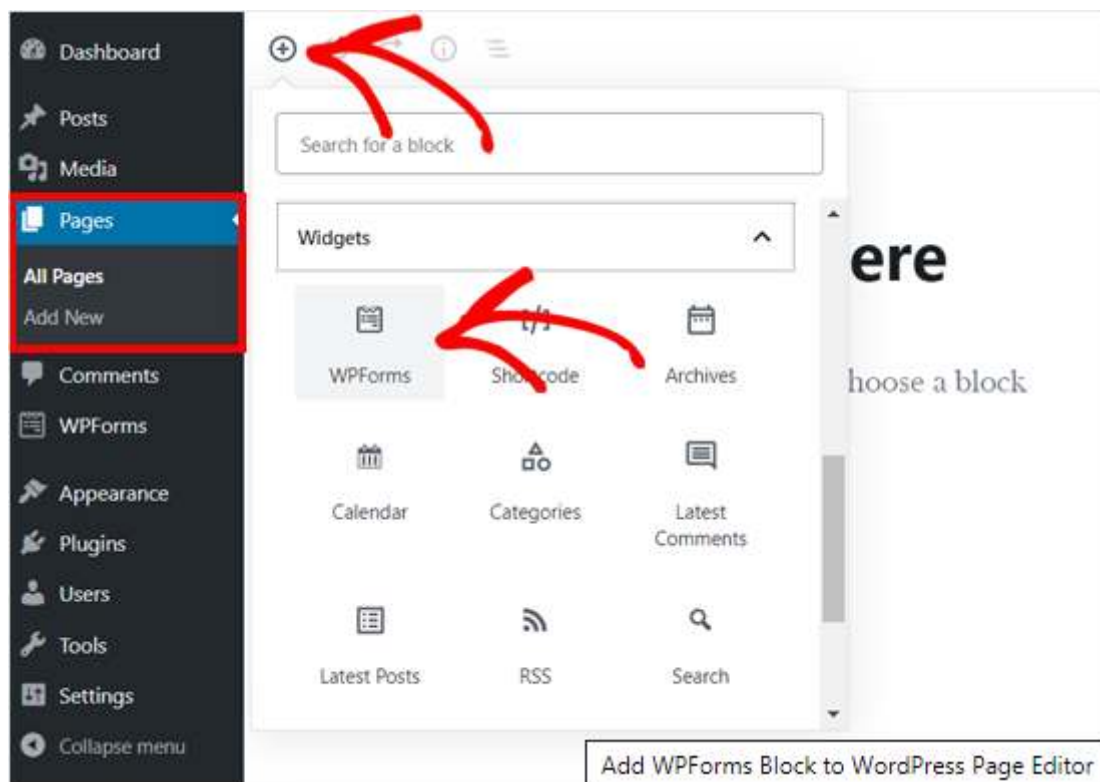 Dashboard
Posts
Media
Pages
All Pages
Add New
Comments
WPForms
Appearance
Plugins
Users
Tools
Settings
Collapse menu
Search for a block
Widgets
WPForms
Shortcode
Archives
Calendar
Categories
Latest
Comments
Latest Posts
RSS
Search
ere
hoose a block
Add WPForms Block to WordPress Page Editor